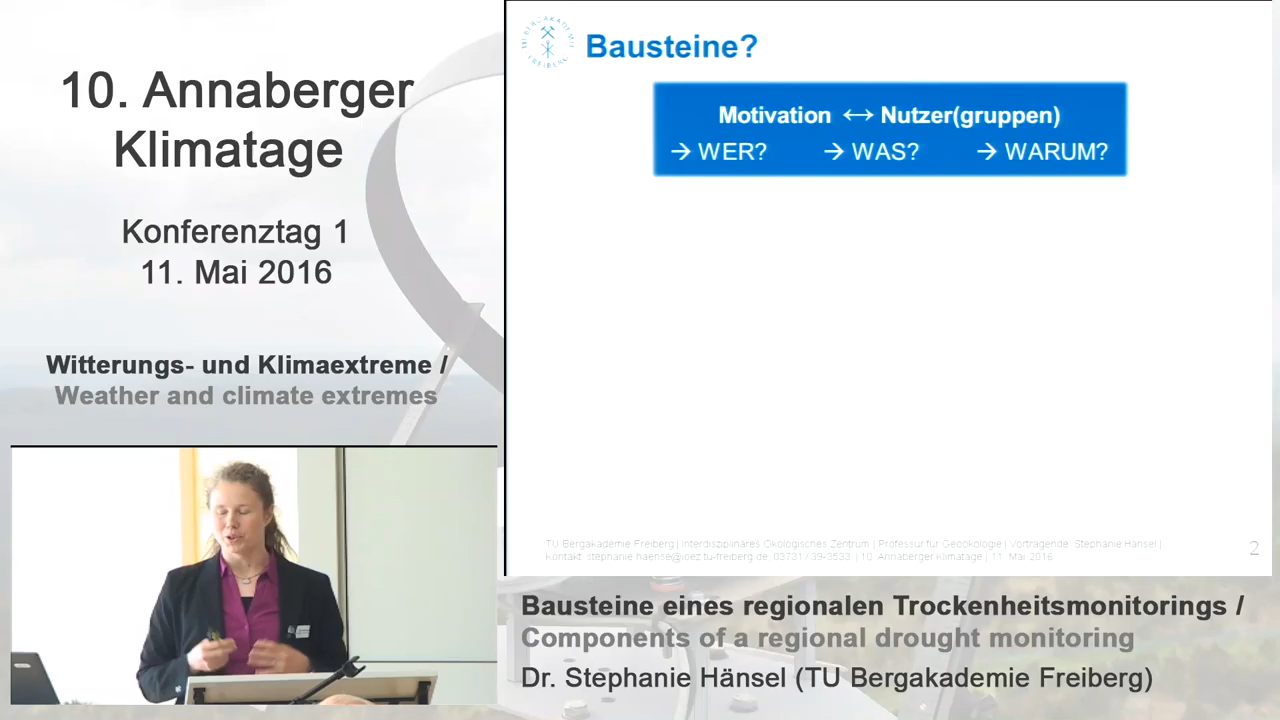 10. Annaberger
Klimatage
Konferenztag 1
11. Mai 2016
Witterungs- und Klimaextreme /
Weather and climate extremes
Bausteine?
Motivation ↔ Nutzer(gruppen)
→ WER? → WAS? → WARUM?
TU Bergakademie Freiberg | Interdisziplinäres Ökologisches Zentrum | Professur für Geoökologie | Vortragende: Stephanie Hänsel |
Kontakt: stephanie.haensel@ioez.tu-freiberg.de, 03731 / 39-3533 | 10. Annaberger Klimatage | 11. Mai 2016
2
Bausteine eines regionalen Trockenheitsmonitorings /
Components of a regional drought monitoring
Dr. Stephanie Hänsel (TU Bergakademie Freiberg)